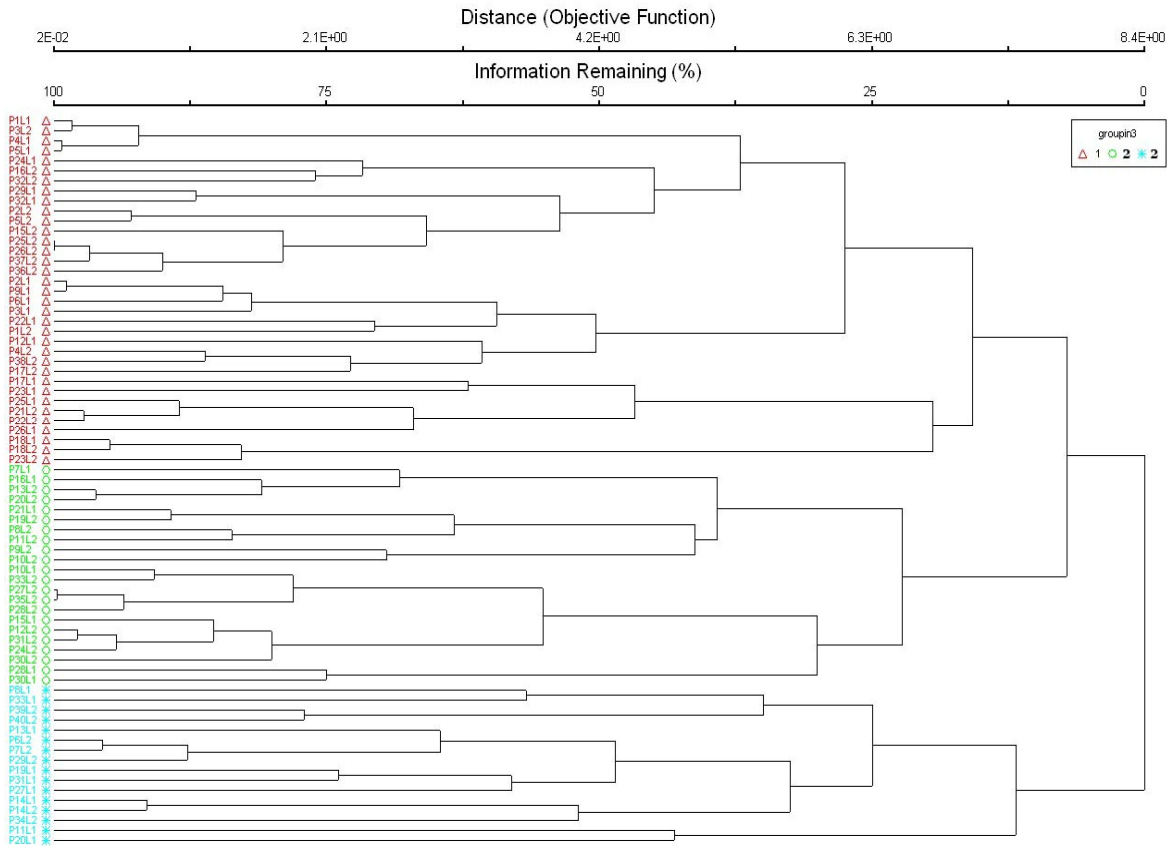 Distance (Objective Function)
2E-02 2.1E+00 4.2E+00 6.3E+00 8.4E+00
Information Remaining (%)
100 75 50 25 0
groupin3
1 2 2
P1L1
P3L2
P4L1
P5L1
P24L1
P16L2
P32L2
P29L1
P32L1
P2L2
P5L2
P15L2
P25L2
P26L2
P37L2
P36L2
P2L1
P9L1
P6L1
P3L1
P22L1
P1L2
P12L1
P4L2
P38L2
P17L2
P17L1
P23L1
P25L1
P21L2
P22L2
P26L1
P18L1
P18L2
P23L2
P7L1
P16L1
P13L2
P20L2
P21L1
P19L2
P8L2
P11L2
P9L2
P10L2
P10L1
P33L2
P27L2
P35L2
P28L2
P15L1
P12L2
P31L2
P24L2
P30L2
P28L1
P30L1
P8L1
P33L1
P39L2
P40L2
P13L1
P6L2
P7L2
P29L2
P19L1
P31L1
P27L1
P14L1
P14L2
P34L2
P11L1
P20L1